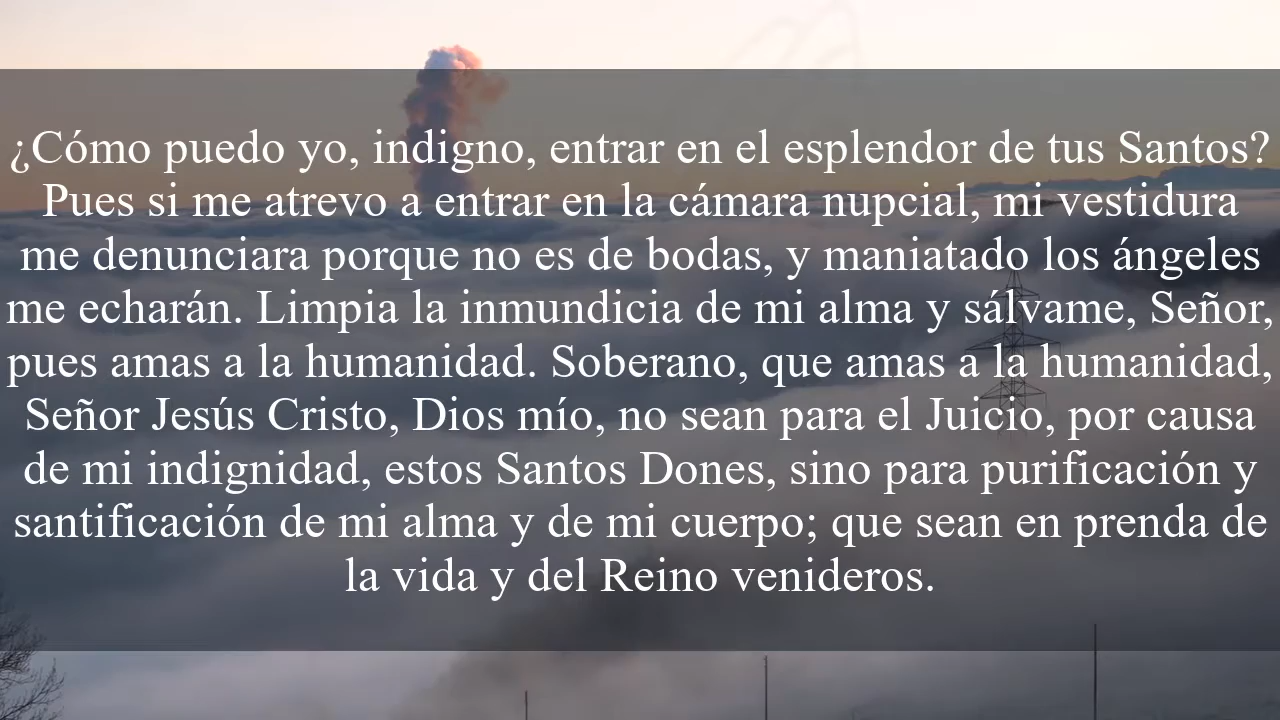 ¿Cómo puedo yo, indigno, entrar en el esplendor de tus Santos?
Pues si me atrevo a entrar en la cámara nupcial, mi vestidura
me denunciara porque no es de bodas, y maniatado los ángeles
me echarán. Limpia la inmundicia de mi alma y sálvame, Señor,
pues amas a la humanidad. Soberano, que amas a la humanidad,
Señor Jesús Cristo, Dios mío, no sean para el Juicio, por causa
de mi indignidad, estos Santos Dones, sino para purificación y
santificación de mi alma y de mi cuerpo; que sean en prenda de
la vida y del Reino venideros.